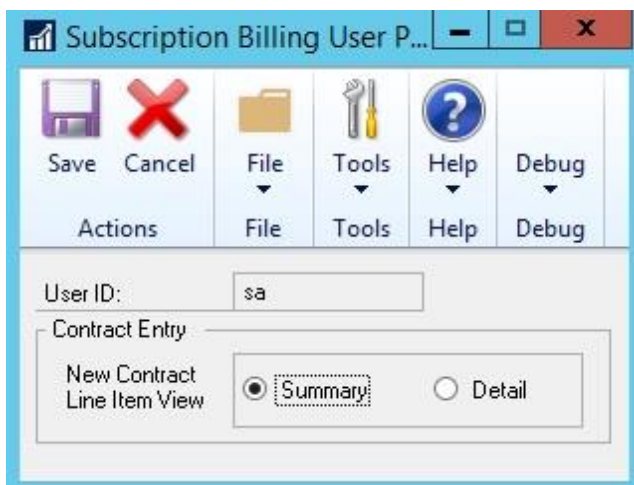 Subscription Billing User P...
Save Cancel File Tools Help Debug
Actions File Tools Help Debug
User ID: sa
Contract Entry
New Contract
Line Item View
Summary Detail